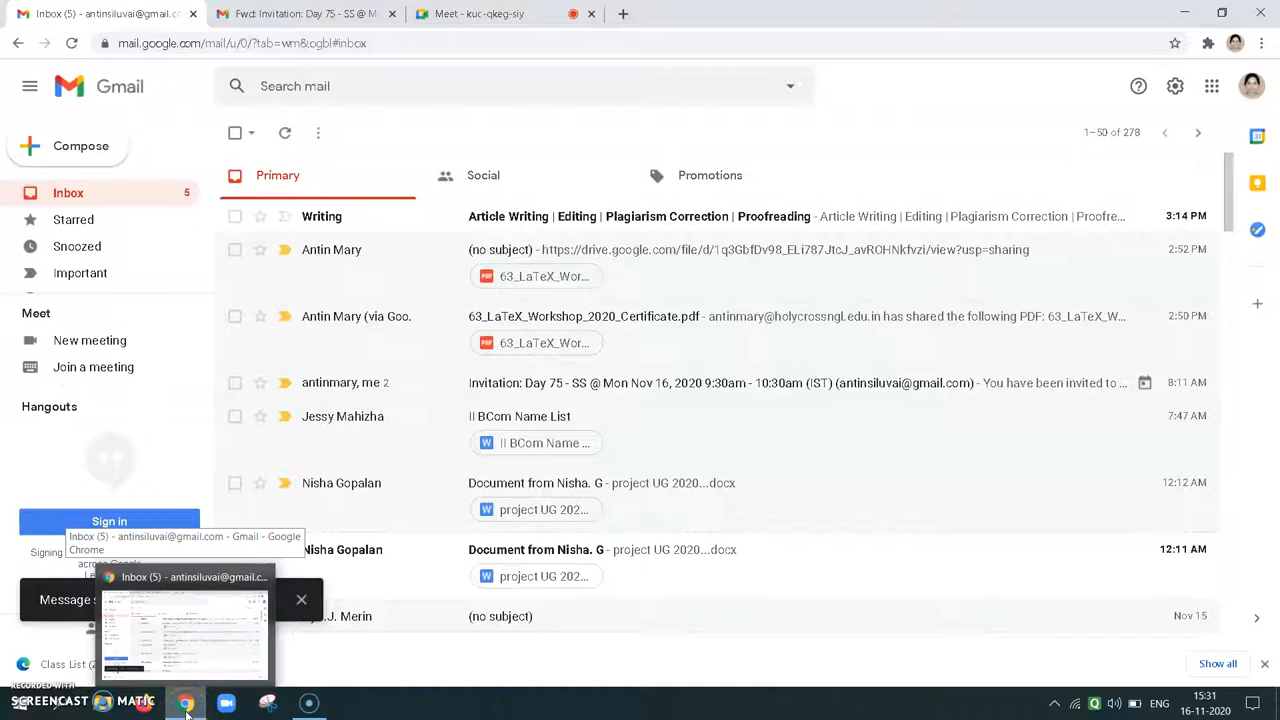 Inbox (5) - antinsiluvai@gmail.c
Fwd: Invitation: Day 75 - SS @ M
Meet - xuc-qkeg-siy
mail.google.com/mail/u/0/?tab=wm&ogbl#inbox
Gmail
Search mail
Compose
1–50 of 278
Inbox 5
Primary
Social
Promotions
Starred
Snoozed
Important
Meet
New meeting
Join a meeting
Hangouts
Sign in
Writing Article Writing | Editing | Plagiarism Correction | Proofreading - Article Writing | Editing | Plagiarism Correction | Proofre... 3:14 PM
Antin Mary (no subject) - https://drive.google.com/file/d/1q3GbfDv98_ELi787JtcJ_avROHNkfvzi/view?usp=sharing 2:52 PM
63_LaTeX_Wor...
Antin Mary (via Goo. 63_LaTeX_Workshop_2020_Certificate.pdf - antinmary@holycrossngl.edu.in has shared the following PDF: 63_LaTeX_W... 2:50 PM
63_LaTeX_Wor...
antinmary, me 2 Invitation: Day 75 - SS @ Mon Nov 16, 2020 9:30am - 10:30am (IST) (antinsiluvai@gmail.com) - You have been invited to ... 8:11 AM
Jessy Mahizha II BCom Name List 7:47 AM
II BCom Name ...
Nisha Gopalan Document from Nisha. G - project UG 2020...docx 12:12 AM
project UG 202...
Nisha Gopalan Document from Nisha. G - project UG 2020...docx 12:11 AM
project UG 202...
(no subject) Nov 15
Inbox (5) - antinsiluvai@gmail.com - Gmail - Google
Chrome
Signing
across Google
Inbox (5) - antinsiluvai@gmail.c...
Message
Class List
Show all
RECORDED WITH
SCREENCAST MATIC
ENG
15:31
16-11-2020